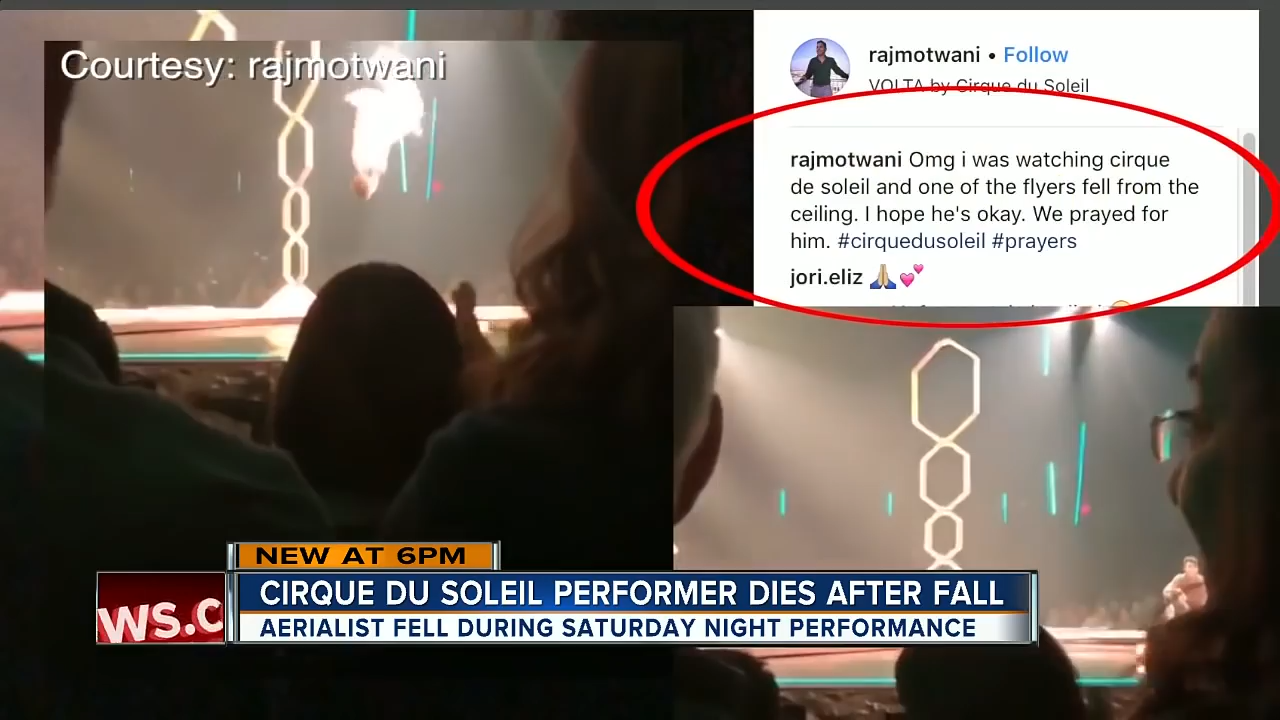 Courtesy: rajmotwani
rajmotwani • Follow
VOLTA by Cirque du Soleil
rajmotwani Omg i was watching cirque
de soleil and one of the flyers fell from the
ceiling. I hope he's okay. We prayed for
him. #cirquedusoleil #prayers
jori.eliz 🙏💕
NEW AT 6PM
WS.C
CIRQUE DU SOLEIL PERFORMER DIES AFTER FALL
AERIALIST FELL DURING SATURDAY NIGHT PERFORMANCE